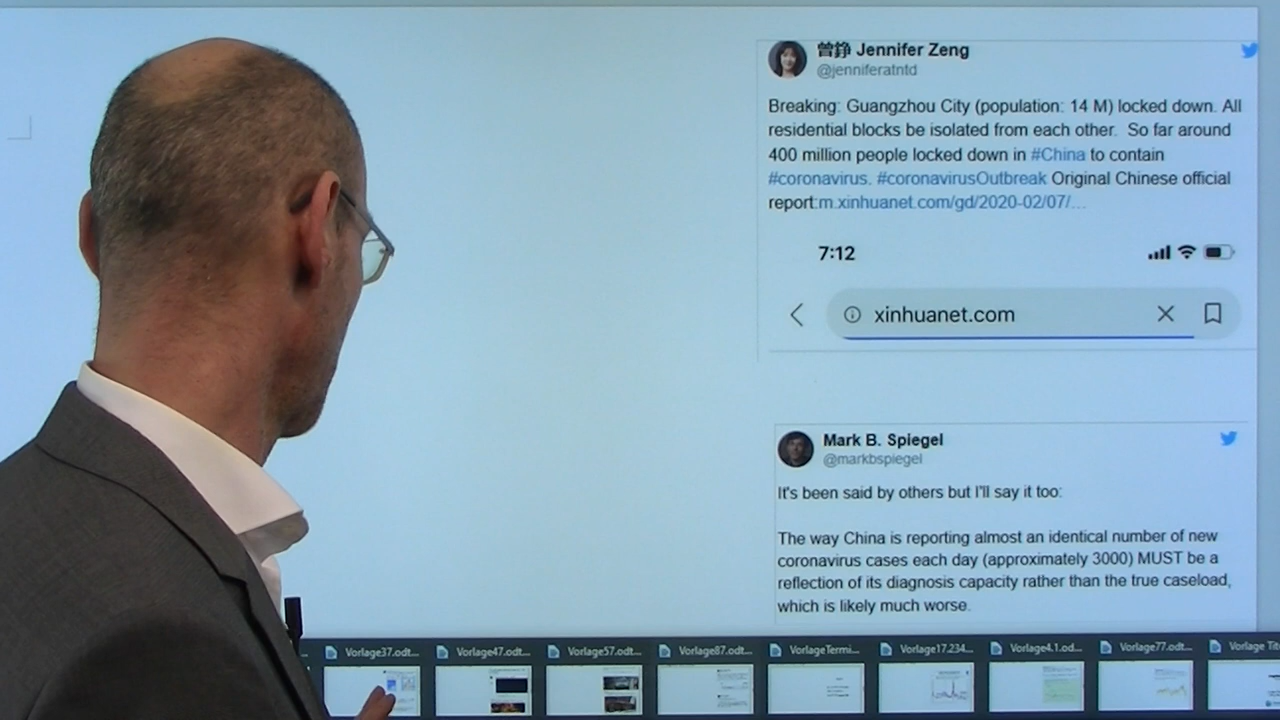 曾錚 Jennifer Zeng
@jenniferatntd
Breaking: Guangzhou City (population: 14 M) locked down. All
residential blocks be isolated from each other. So far around
400 million people locked down in #China to contain
#coronavirus. #coronavirusOutbreak Original Chinese official
report:m.xinhuanet.com/gd/2020-02/07/…
7:12
xinhuanet.com
Mark B. Spiegel
@markbspiegel
It's been said by others but I'll say it too:
The way China is reporting almost an identical number of new
coronavirus cases each day (approximately 3000) MUST be a
reflection of its diagnosis capacity rather than the true caseload,
which is likely much worse.
Vorlage37.odt...
Vorlage47.odt...
Vorlage57.odt...
Vorlage87.odt...
VorlageTermi...
Vorlage17.234...
Vorlage4.1.od...
Vorlage77.odt...
Vorlage Tit